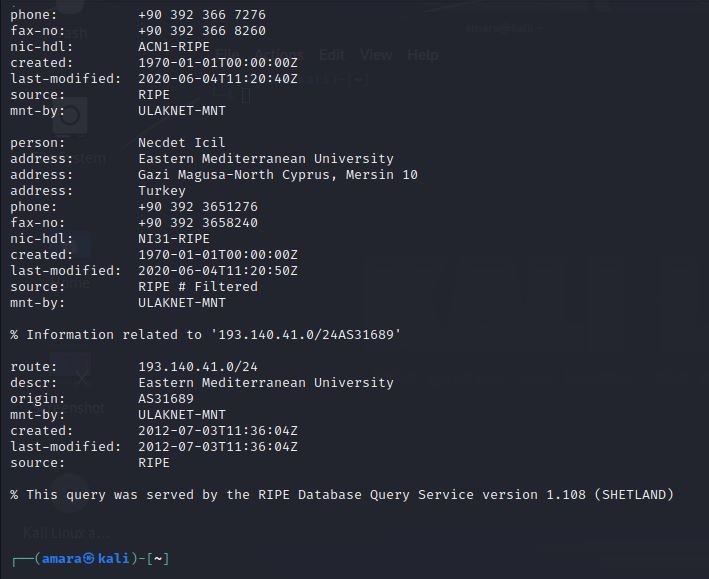 phone: +90 392 366 7276
fax-no: +90 392 366 8260
nic-hdl: ACN1-RIPE
created: 1970-01-01T00:00:00Z
last-modified: 2020-06-04T11:20:40Z
source: RIPE
mnt-by: ULAKNET-MNT
person: Necdet Icil
address: Eastern Mediterranean University
address: Gazi Magusa-North Cyprus, Mersin 10
address: Turkey
phone: +90 392 3651276
fax-no: +90 392 3658240
nic-hdl: NI31-RIPE
created: 1970-01-01T00:00:00Z
last-modified: 2020-06-04T11:20:50Z
source: RIPE # Filtered
mnt-by: ULAKNET-MNT
% Information related to '193.140.41.0/24AS31689'
route: 193.140.41.0/24
descr: Eastern Mediterranean University
origin: AS31689
mnt-by: ULAKNET-MNT
created: 2012-07-03T11:36:04Z
last-modified: 2012-07-03T11:36:04Z
source: RIPE
% This query was served by the RIPE Database Query Service version 1.108 (SHETLAND)
Kali Linux a...
┌──(amara㉿kali)-[~]
File Actions Edit View Help